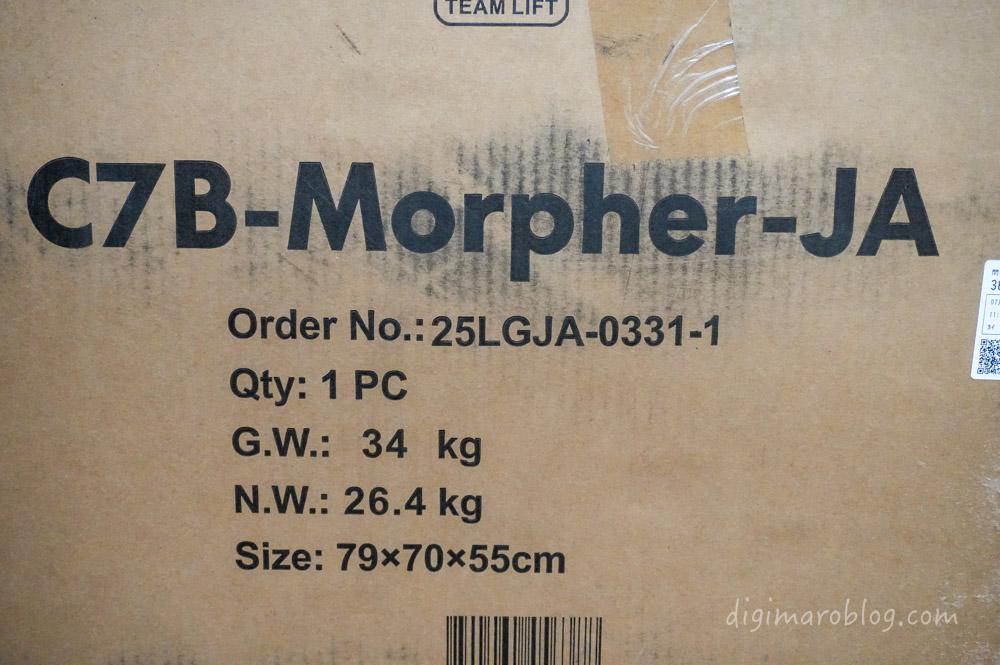 TEAM LIFT
C7B-Morpher-JA
Order No.: 25LGJA-0331-1
Qty: 1 PC
G.W.: 34 kg
N.W.: 26.4 kg
Size: 79×70×55cm
digimaroblog.com